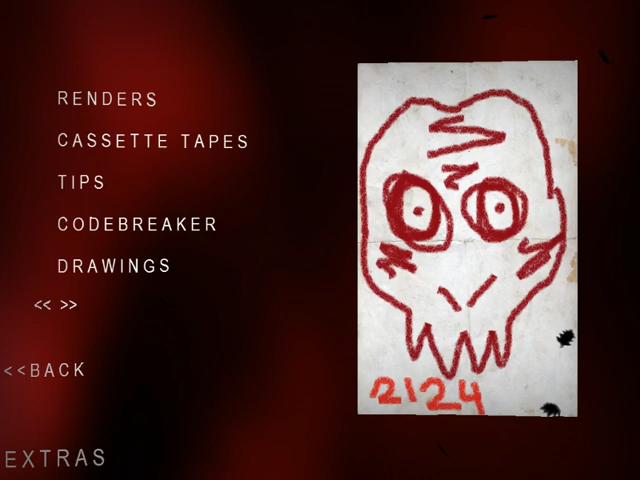 RENDERS
CASSETTE TAPES
TIPS
CODEBREAKER
DRAWINGS
<< >>
<<BACK
EXTRAS
2124